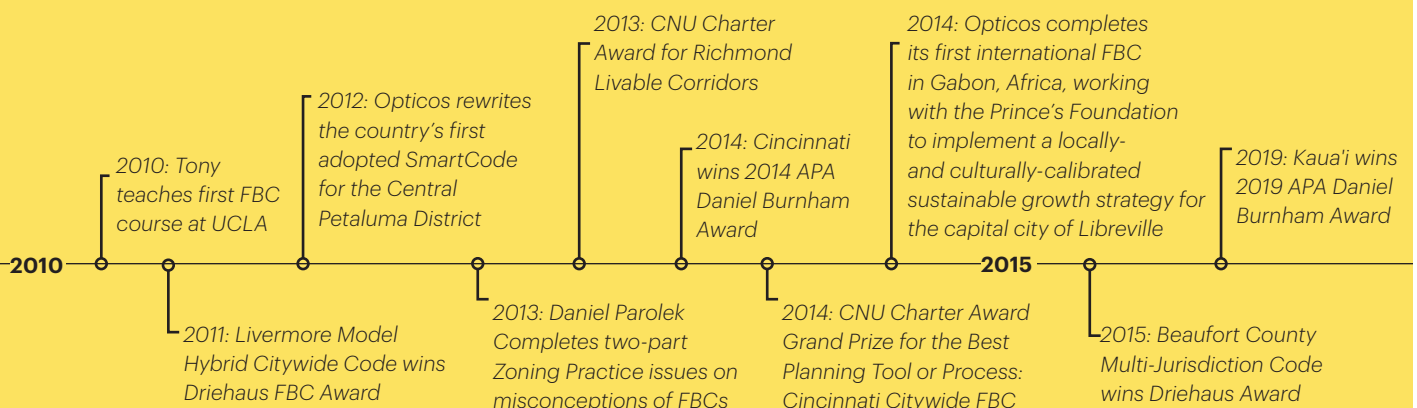 2010
2010: Tony
teaches first FBC
course at UCLA
2011: Livermore Model
Hybrid Citywide Code wins
Driehaus FBC Award
2012: Opticos rewrites
the country’s first
adopted SmartCode
for the Central
Petaluma District
2013: Daniel Parolek
Completes two-part
Zoning Practice issues on
misconceptions of FBCs
2013: CNU Charter
Award for Richmond
Livable Corridors
2014: Cincinnati
wins 2014 APA
Daniel Burnham
Award
2014: CNU Charter Award
Grand Prize for the Best
Planning Tool or Process:
Cincinnati Citywide FBC
2014: Opticos completes
its first international FBC
in Gabon, Africa, working
with the Prince’s Foundation
to implement a locally-
and culturally-calibrated
sustainable growth strategy for
the capital city of Libreville
2015
2015: Beaufort County
Multi-Jurisdiction Code
wins Driehaus Award
2019: Kaua'i wins
2019 APA Daniel
Burnham Award